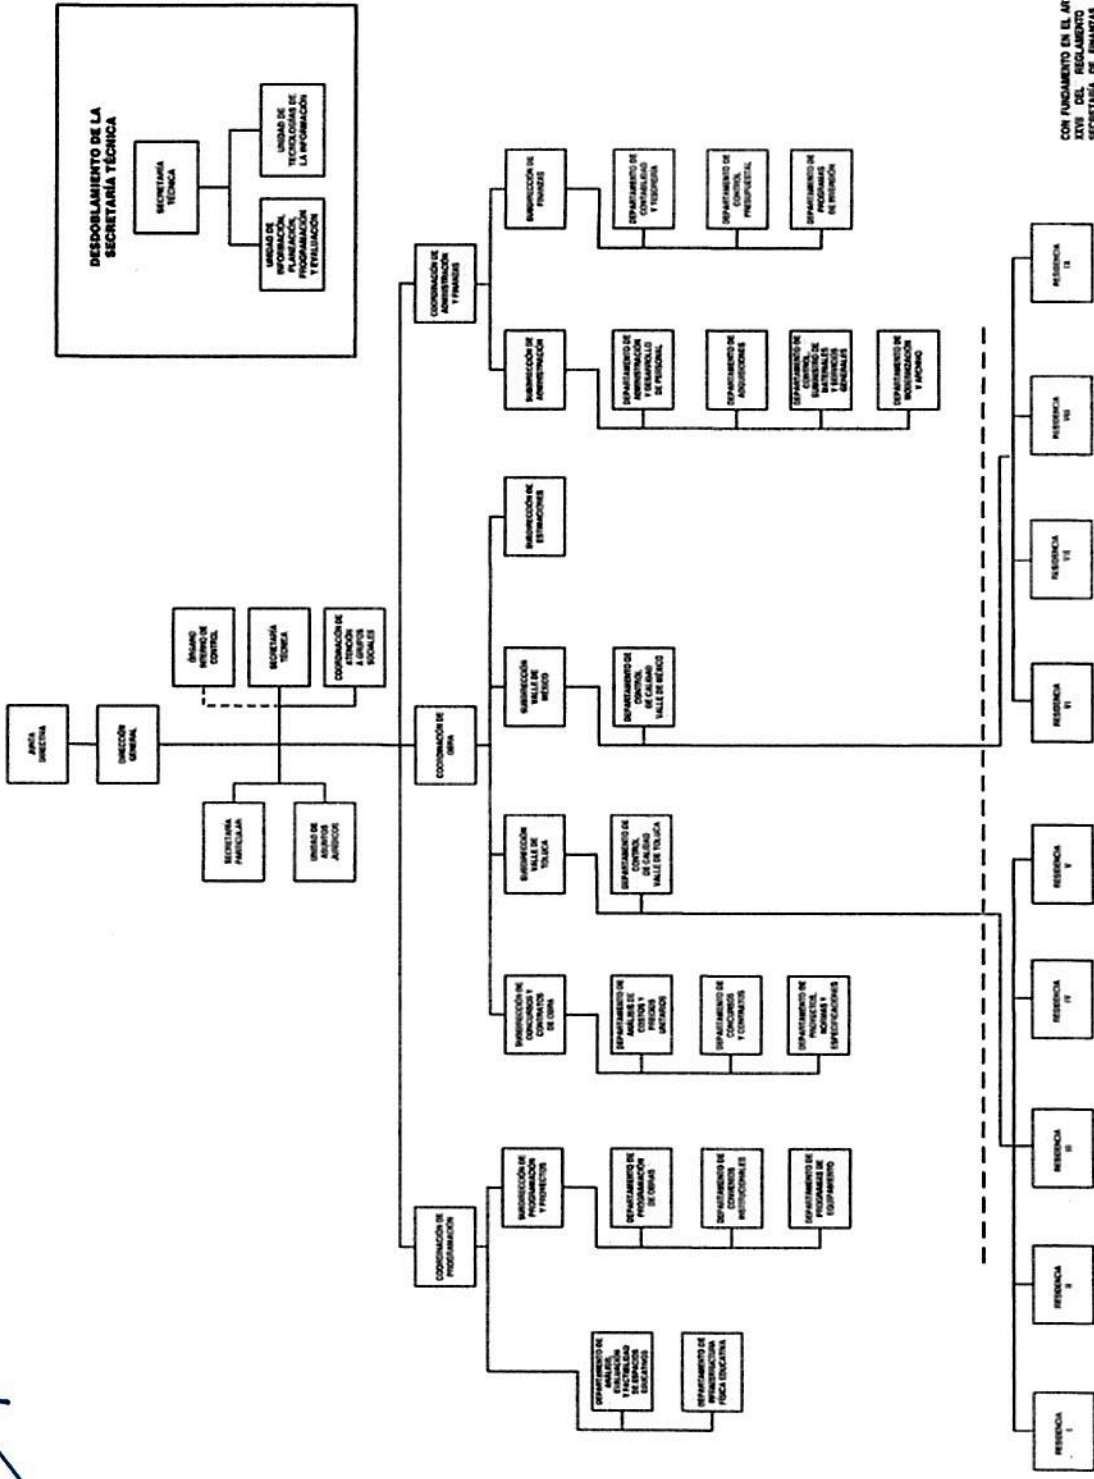 JUNTA
DIRECTIVA
DIRECCIÓN
GENERAL
SECRETARÍA
PARTICULAR
UNIDAD DE
ASUNTOS
JURÍDICOS
ÓRGANO
INTERNO DE
CONTROL
SECRETARÍA
TÉCNICA
COORDINACIÓN DE
ATENCIÓN
A GRUPOS
SOCIALES
DESDOBLAMIENTO DE LA
SECRETARÍA TÉCNICA
SECRETARÍA
TÉCNICA
UNIDAD DE
INFORMACIÓN,
PLANEACIÓN,
PROGRAMACIÓN
Y EVALUACIÓN
UNIDAD DE
TECNOLOGÍAS DE
LA INFORMACIÓN
COORDINACIÓN DE
PROGRAMACIÓN
COORDINACIÓN DE
OBRA
COORDINACIÓN DE
ADMINISTRACIÓN
Y FINANZAS
SUBDIRECCIÓN DE
PROGRAMACIÓN
Y PROYECTOS
SUBDIRECCIÓN DE
CONCURSOS Y
CONTRATOS
DE OBRA
SUBDIRECCIÓN
VALLE DE
TOLUCA
SUBDIRECCIÓN
VALLE DE
MÉXICO
SUBDIRECCIÓN DE
ESTIMACIONES
SUBDIRECCIÓN DE
ADMINISTRACIÓN
SUBDIRECCIÓN DE
FINANZAS
DEPARTAMENTO DE
ANÁLISIS,
EVALUACIÓN
Y FACTIBILIDAD
DE ESPACIOS
EDUCATIVOS
DEPARTAMENTO DE
INFRAESTRUCTURA
FÍSICA EDUCATIVA
DEPARTAMENTO DE
PROGRAMACIÓN
DE OBRAS
DEPARTAMENTO DE
CONVENIOS
INSTITUCIONALES
DEPARTAMENTO DE
PROGRAMAS DE
EQUIPAMIENTO
DEPARTAMENTO DE
ANÁLISIS DE
COSTOS Y
PRECIOS
UNITARIOS
DEPARTAMENTO DE
CONCURSOS
Y CONTRATOS
DEPARTAMENTO DE
PROYECTOS,
NORMAS Y
ESPECIFICACIONES
DEPARTAMENTO DE
CONTROL
DE CALIDAD
VALLE DE TOLUCA
DEPARTAMENTO DE
CONTROL
DE CALIDAD
VALLE DE MÉXICO
DEPARTAMENTO DE
ADMINISTRACIÓN
Y DESARROLLO
DE PERSONAL
DEPARTAMENTO DE
ADQUISICIONES
DEPARTAMENTO DE
CONTROL,
SUMINISTRO DE
MATERIALES
Y SERVICIOS
GENERALES
DEPARTAMENTO DE
MODERNIZACIÓN
Y ARCHIVO
DEPARTAMENTO DE
CONTABILIDAD
Y TESORERÍA
DEPARTAMENTO DE
CONTROL
PRESUPUESTAL
DEPARTAMENTO DE
PROGRAMAS
DE INVERSIÓN
RESIDENCIA
I
RESIDENCIA
II
RESIDENCIA
III
RESIDENCIA
IV
RESIDENCIA
V
RESIDENCIA
VI
RESIDENCIA
VII
RESIDENCIA
VIII
RESIDENCIA
IX
CON FUNDAMENTO EN EL AR
XXVII DEL REGLAMENTO
SECRETARÍA DE FINANZAS